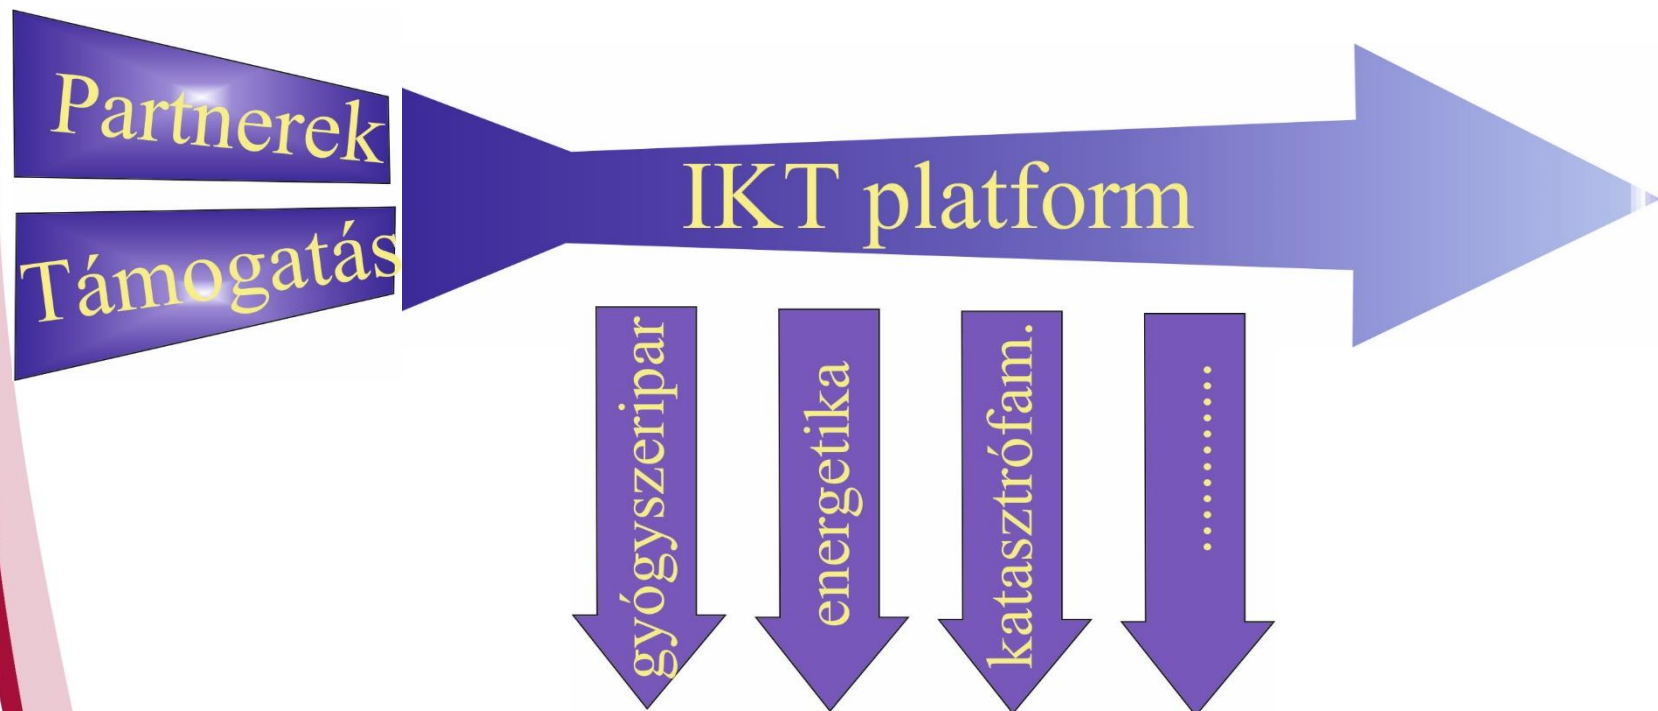 Partnerek
Támogatás
IKT platform
gyógyszeripar
energetika
katasztrófam.
............